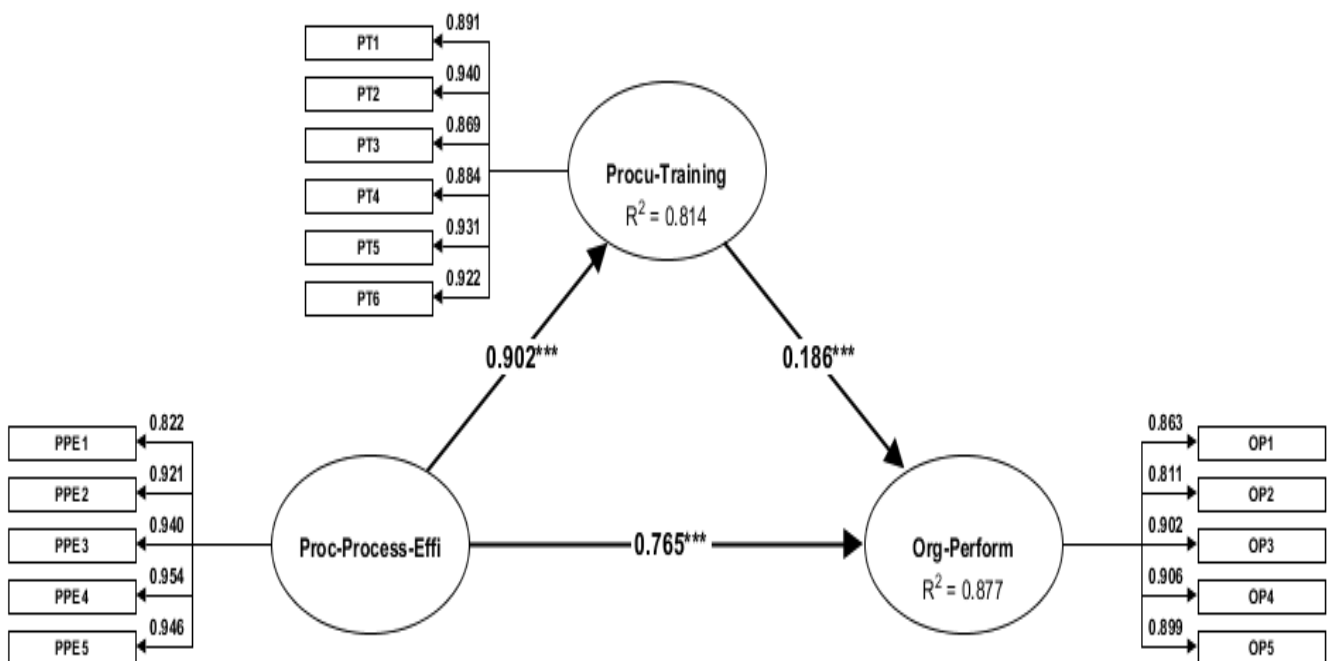 0.891
PT1
0.940
PT2
0.869
PT3
0.884
PT4
0.931
PT5
0.922
PT6
Procu-Training
R² = 0.814
0.902***
0.186***
0.822
PPE1
0.921
PPE2
0.940
PPE3
0.954
PPE4
0.946
PPE5
Proc-Process-Effi
0.765***
Org-Perform
R² = 0.877
0.863
OP1
0.811
OP2
0.902
OP3
0.906
OP4
0.899
OP5